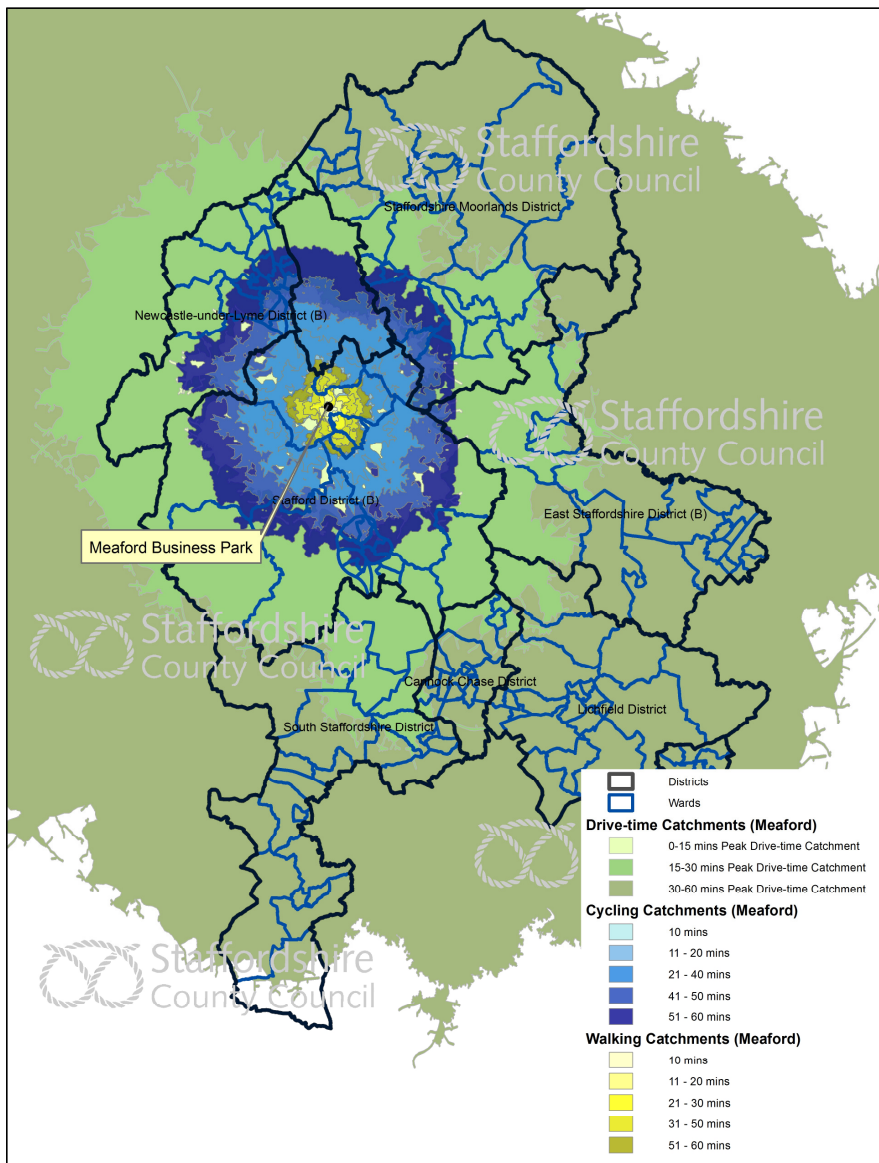 Staffordshire
County Council
Staffordshire Moorlands District
Newcastle-under-Lyme District (B)
Staffordshire
County Council
Stafford District (B)
East Staffordshire District (B)
Meaford Business Park
Staffordshire
County Council
Cannock Chase District
Lichfield District
South Staffordshire District
Staffordshire
County Council
Districts
Wards
Drive-time Catchments (Meaford)
0-15 mins Peak Drive-time Catchment
15-30 mins Peak Drive-time Catchment
30-60 mins Peak Drive-time Catchment
Cycling Catchments (Meaford)
10 mins
11 - 20 mins
21 - 40 mins
41 - 50 mins
51 - 60 mins
Walking Catchments (Meaford)
10 mins
11 - 20 mins
21 - 30 mins
31 - 50 mins
51 - 60 mins